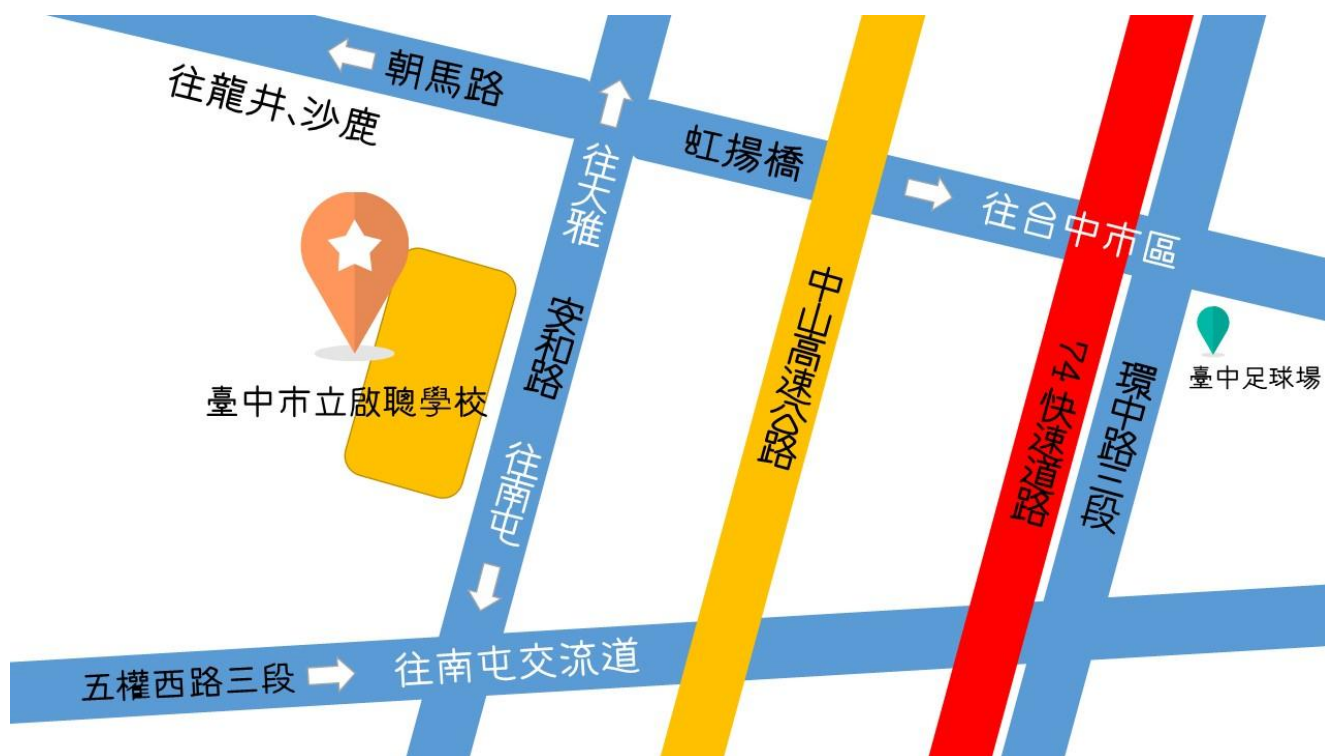 朝馬路
往龍井、沙鹿
虹揚橋
往大雅
往台中市區
安和路
中山高速公路
74快速道路
環中路三段
臺中足球場
臺中市立啟聰學校
往南屯
五權西路三段
往南屯交流道